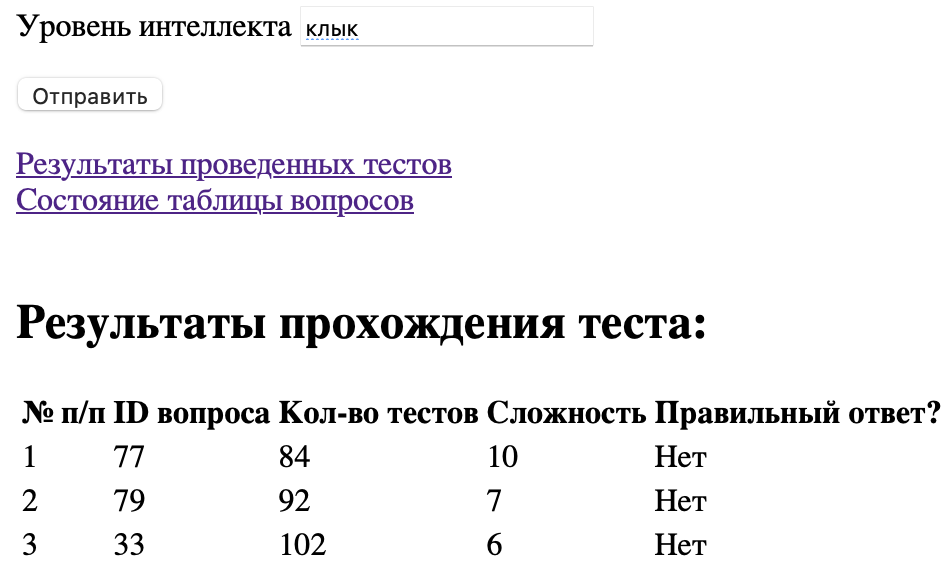 Уровень интеллекта клык
Отправить
Результаты проведенных тестов
Состояние таблицы вопросов
Результаты прохождения теста:
№ п/п ID вопроса Кол-во тестов Сложность Правильный ответ?
1 77 84 10 Нет
2 79 92 7 Нет
3 33 102 6 Нет